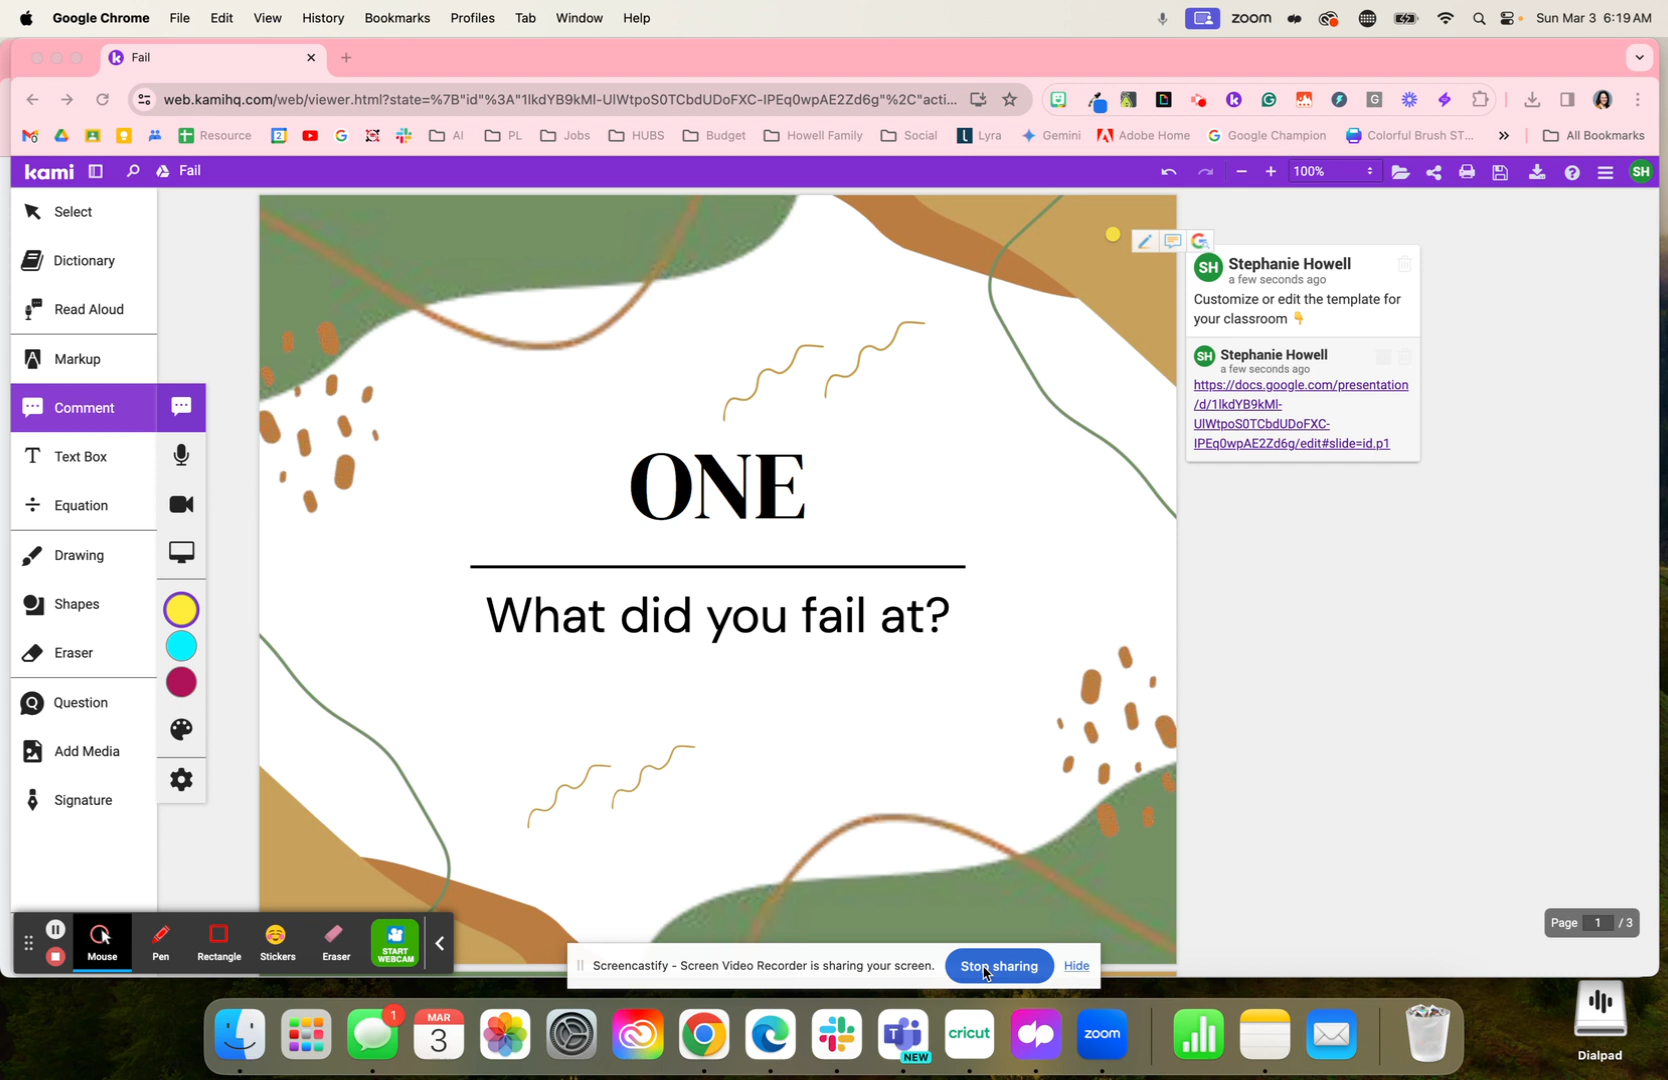 Google Chrome File Edit View History Bookmarks Profiles Tab Window Help
zoom Sun Mar 3 6:19 AM
Fail
web.kamihq.com/web/viewer.html?state=%7B"id"%3A"1lkdYB9kMl-UlWtpoS0TCbdUDoFXC-IPEq0wpAE2Zd6g"%2C"acti...
Resource AI PL Jobs HUBS Budget Howell Family Social Lyra Gemini Adobe Home Google Champion Colorful Brush ST... » All Bookmarks
kami Fail 100% SH
Select
Dictionary
Read Aloud
Markup
Comment
Text Box
Equation
Drawing
Shapes
Eraser
Question
Add Media
Signature
ONE
What did you fail at?
SH Stephanie Howell
a few seconds ago
Customize or edit the template for
your classroom 👇
SH Stephanie Howell
a few seconds ago
https://docs.google.com/presentation
/d/1lkdYB9kMl-
UlWtpoS0TCbdUDoFXC-
IPEq0wpAE2Zd6g/edit#slide=id.p1
Page 1 / 3
Mouse Pen Rectangle Stickers Eraser START
WEBCAM
Screencastify - Screen Video Recorder is sharing your screen. Stop sharing Hide
1
MAR
3
NEW
cricut
zoom
Dialpad